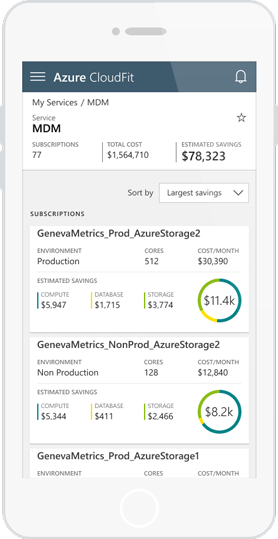 Azure CloudFit
My Services / MDM
Service
MDM
SUBSCRIPTIONS TOTAL COST ESTIMATED SAVINGS
77 $1,564,710 $78,323
Sort by Largest savings
SUBSCRIPTIONS
GenevaMetrics_Prod_AzureStorage2
ENVIRONMENT CORES COST/MONTH
Production 512 $30,390
ESTIMATED SAVINGS
COMPUTE DATABASE STORAGE
$5,947 $1,715 $3,774
$11.4k
GenevaMetrics_NonProd_AzureStorage2
ENVIRONMENT CORES COST/MONTH
Non Production 128 $12,840
ESTIMATED SAVINGS
COMPUTE DATABASE STORAGE
$5,344 $411 $2,466
$8.2k
GenevaMetrics_Prod_AzureStorage1
ENVIRONMENT CORES COST/MONTH